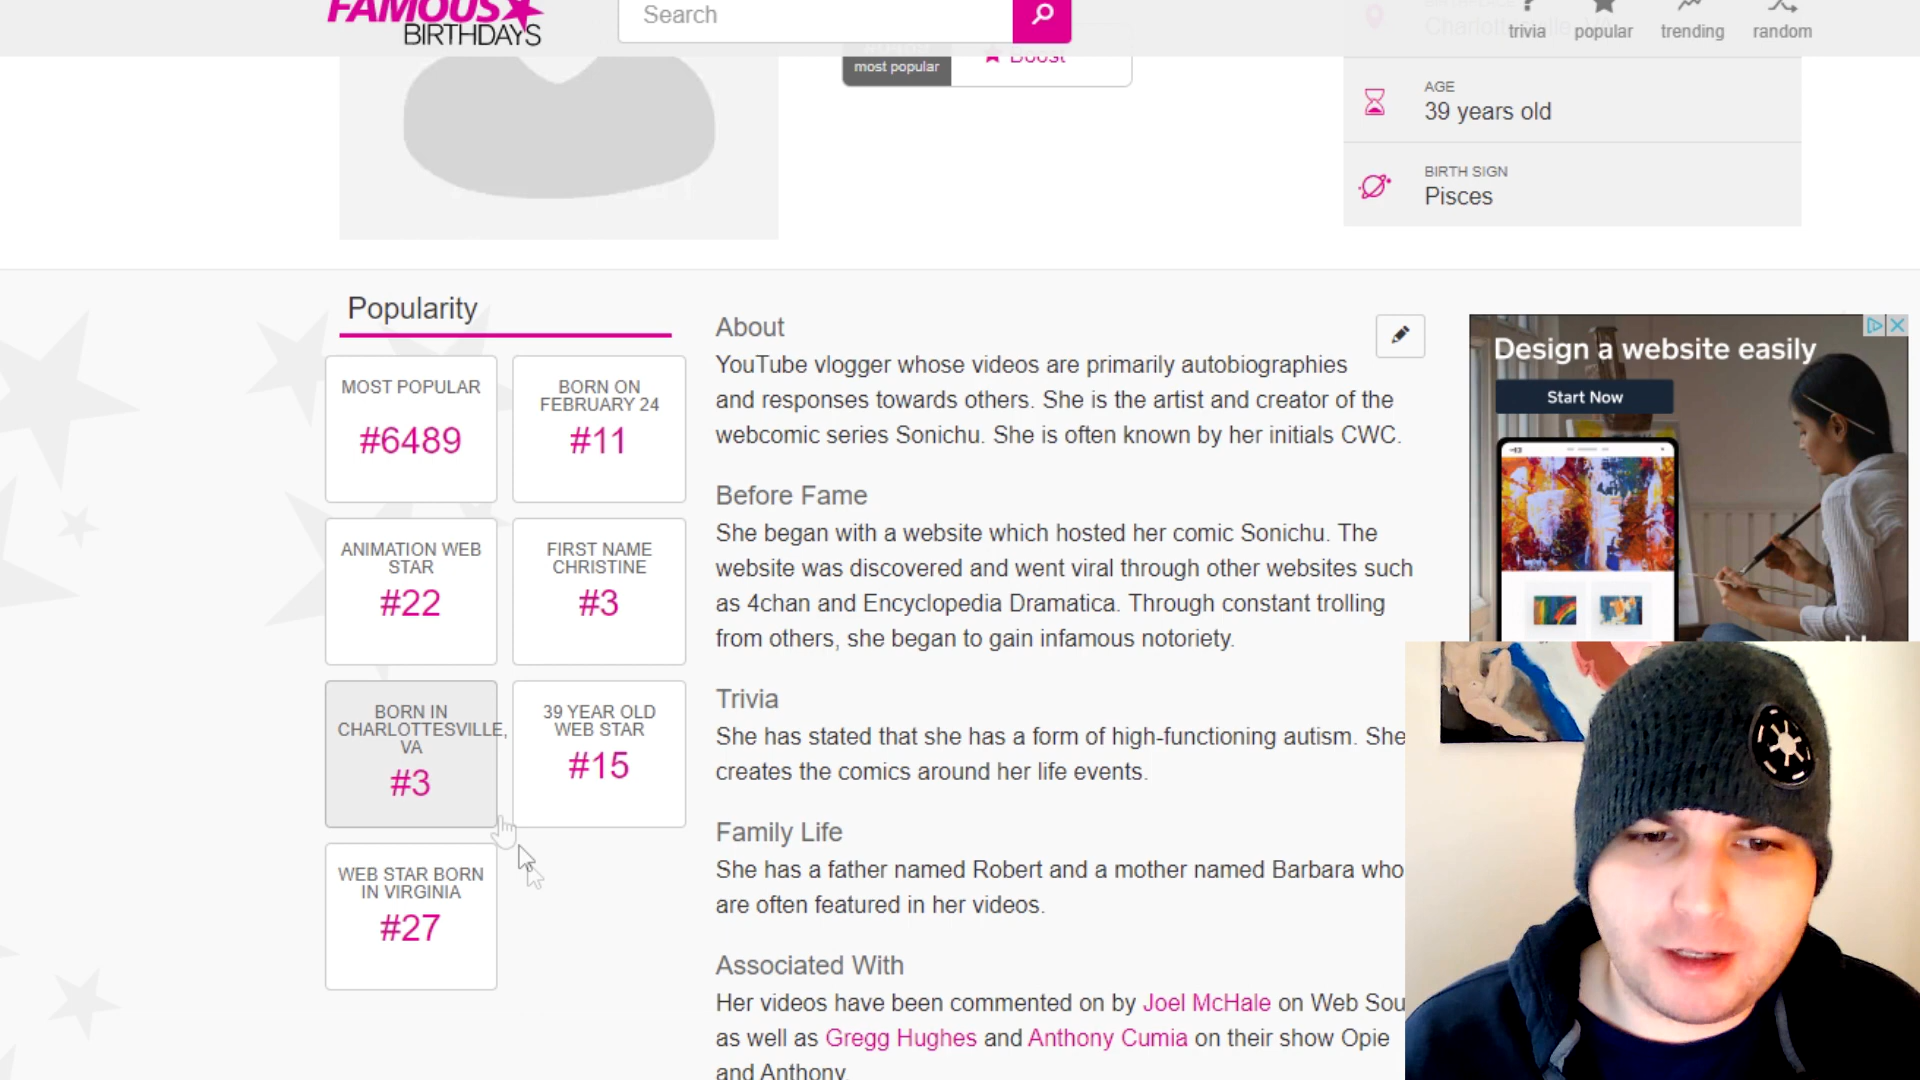 FAMOUS
BIRTHDAYS
Search
trivia
popular
trending
random
most popular
Boost
AGE
39 years old
BIRTH SIGN
Pisces
Popularity
MOST POPULAR
#6489
BORN ON
FEBRUARY 24
#11
ANIMATION WEB
STAR
#22
FIRST NAME
CHRISTINE
#3
BORN IN
CHARLOTTESVILLE,
VA
#3
39 YEAR OLD
WEB STAR
#15
WEB STAR BORN
IN VIRGINIA
#27
About
YouTube vlogger whose videos are primarily autobiographies
and responses towards others. She is the artist and creator of the
webcomic series Sonichu. She is often known by her initials CWC.
Before Fame
She began with a website which hosted her comic Sonichu. The
website was discovered and went viral through other websites such
as 4chan and Encyclopedia Dramatica. Through constant trolling
from others, she began to gain infamous notoriety.
Trivia
She has stated that she has a form of high-functioning autism. She
creates the comics around her life events.
Family Life
She has a father named Robert and a mother named Barbara who
are often featured in her videos.
Associated With
Her videos have been commented on by Joel McHale on Web Sou
as well as Gregg Hughes and Anthony Cumia on their show Opie
and Anthony.
Design a website easily
Start Now